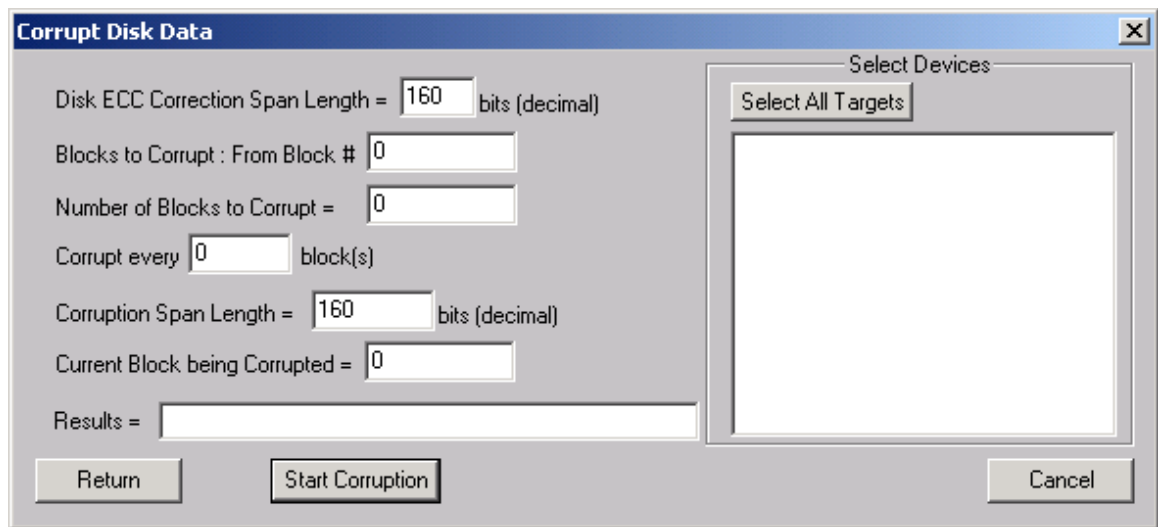 Corrupt Disk Data
Disk ECC Correction Span Length = 160 bits (decimal)
Blocks to Corrupt : From Block # 0
Number of Blocks to Corrupt = 0
Corrupt every 0 block(s)
Corruption Span Length = 160 bits (decimal)
Current Block being Corrupted = 0
Results =
Return
Start Corruption
Select Devices
Select All Targets
Cancel